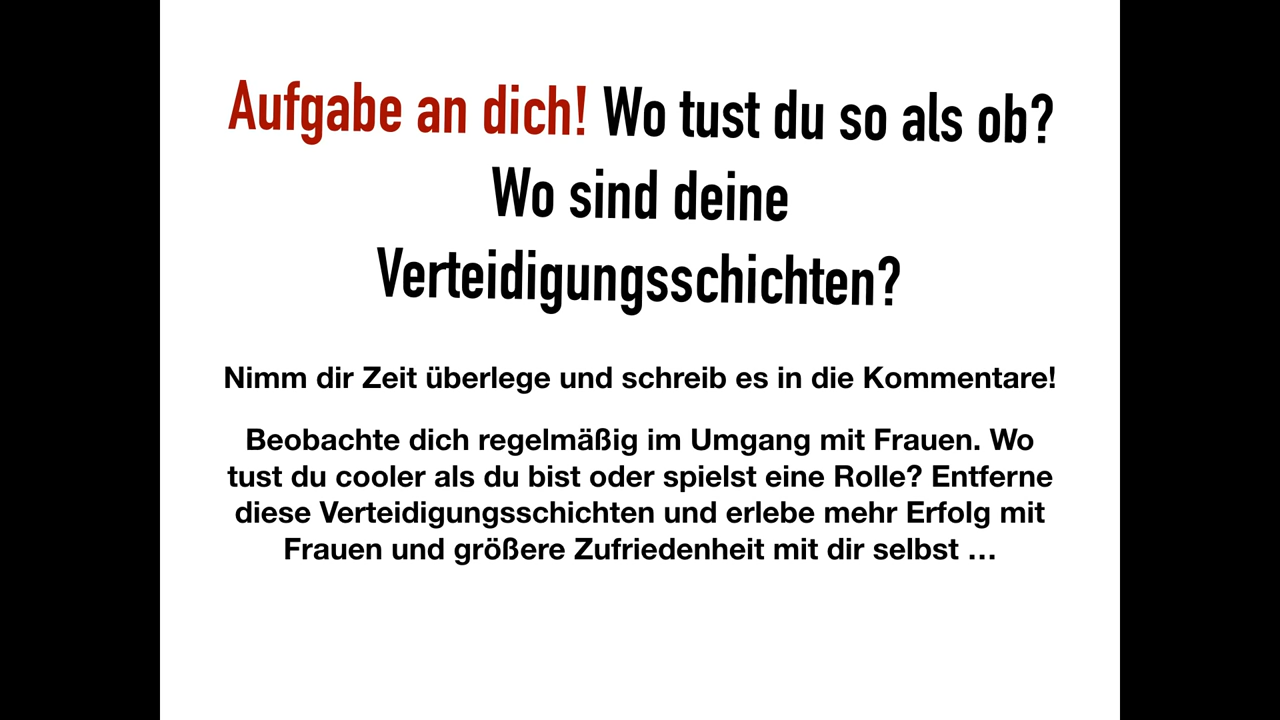 Aufgabe an dich! Wo tust du so als ob?
Wo sind deine
Verteidigungsschichten?
Nimm dir Zeit überlege und schreib es in die Kommentare!
Beobachte dich regelmäßig im Umgang mit Frauen. Wo
tust du cooler als du bist oder spielst eine Rolle? Entferne
diese Verteidigungsschichten und erlebe mehr Erfolg mit
Frauen und größere Zufriedenheit mit dir selbst …